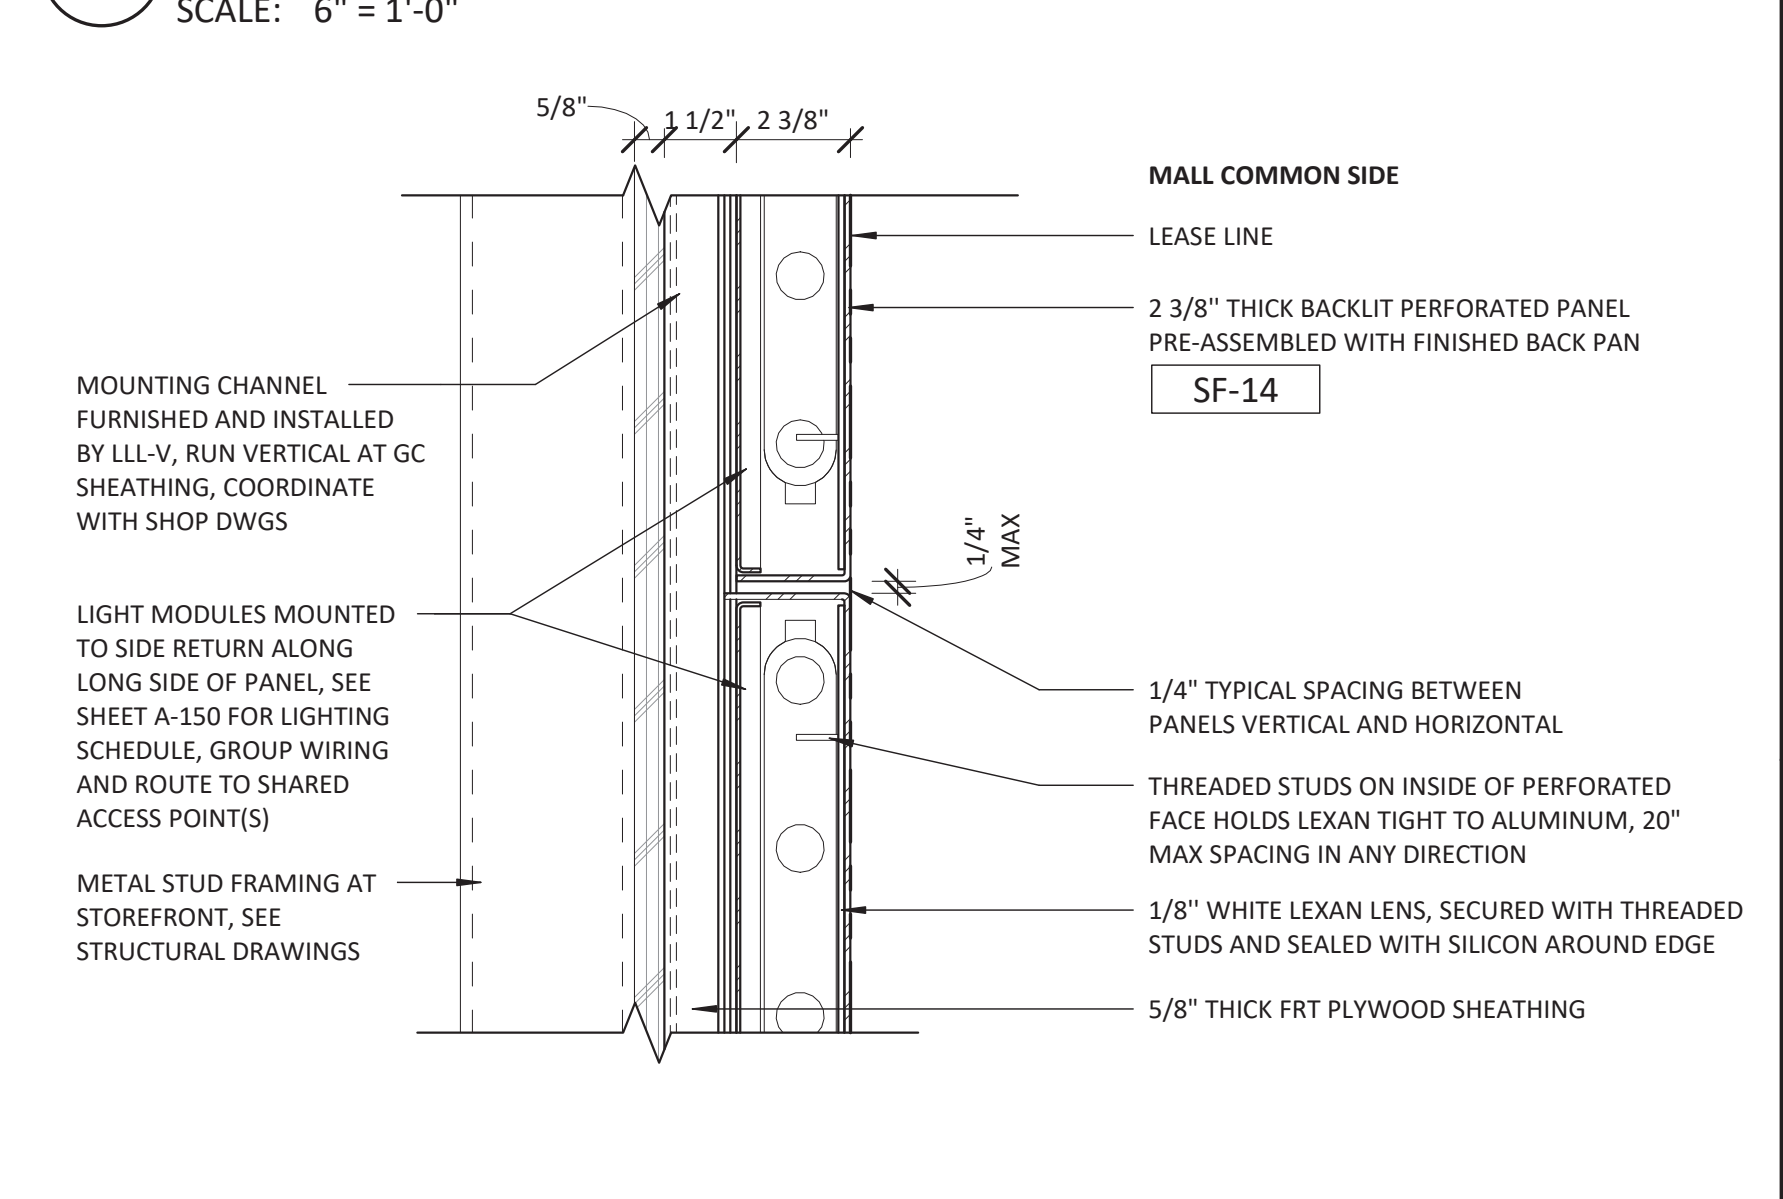 SCALE: 6" = 1'-0"
5/8"
1 1/2"
2 3/8"
MALL COMMON SIDE
LEASE LINE
2 3/8'' THICK BACKLIT PERFORATED PANEL
PRE-ASSEMBLED WITH FINISHED BACK PAN
SF-14
MOUNTING CHANNEL
FURNISHED AND INSTALLED
BY LLL-V, RUN VERTICAL AT GC
SHEATHING, COORDINATE
WITH SHOP DWGS
1/4"
MAX
LIGHT MODULES MOUNTED
TO SIDE RETURN ALONG
LONG SIDE OF PANEL, SEE
SHEET A-150 FOR LIGHTING
SCHEDULE, GROUP WIRING
AND ROUTE TO SHARED
ACCESS POINT(S)
1/4" TYPICAL SPACING BETWEEN
PANELS VERTICAL AND HORIZONTAL
THREADED STUDS ON INSIDE OF PERFORATED
FACE HOLDS LEXAN TIGHT TO ALUMINUM, 20"
MAX SPACING IN ANY DIRECTION
METAL STUD FRAMING AT
STOREFRONT, SEE
STRUCTURAL DRAWINGS
1/8'' WHITE LEXAN LENS, SECURED WITH THREADED
STUDS AND SEALED WITH SILICON AROUND EDGE
5/8" THICK FRT PLYWOOD SHEATHING